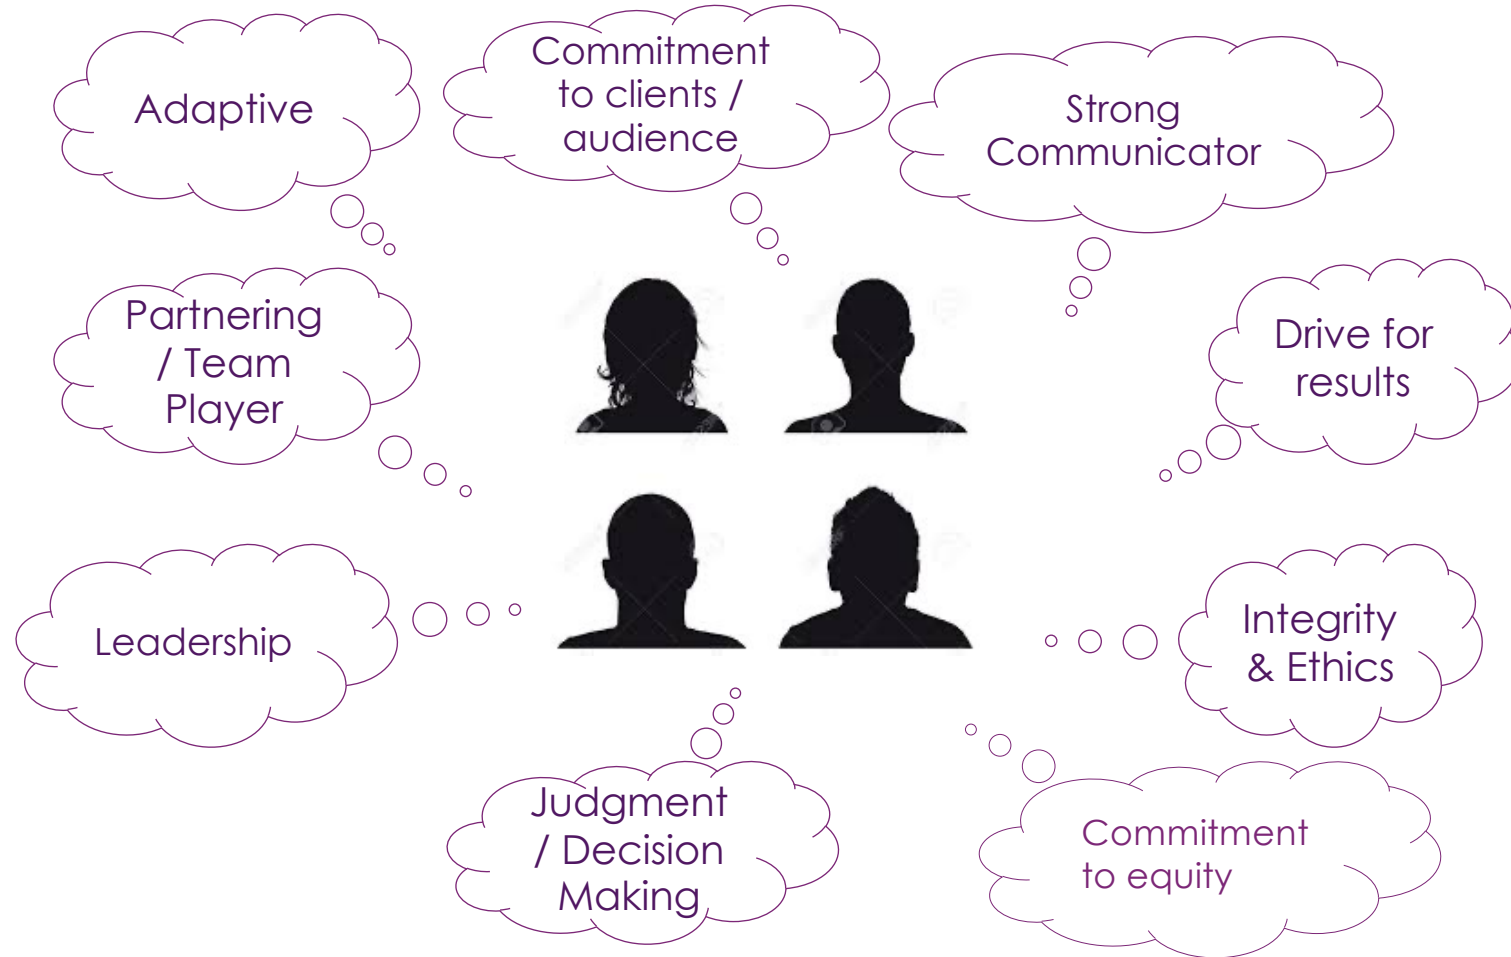 Adaptive
Commitment
to clients /
audience
Strong
Communicator
Partnering
/ Team
Player
Drive for
results
Leadership
Integrity
& Ethics
Judgment
/ Decision
Making
Commitment
to equity